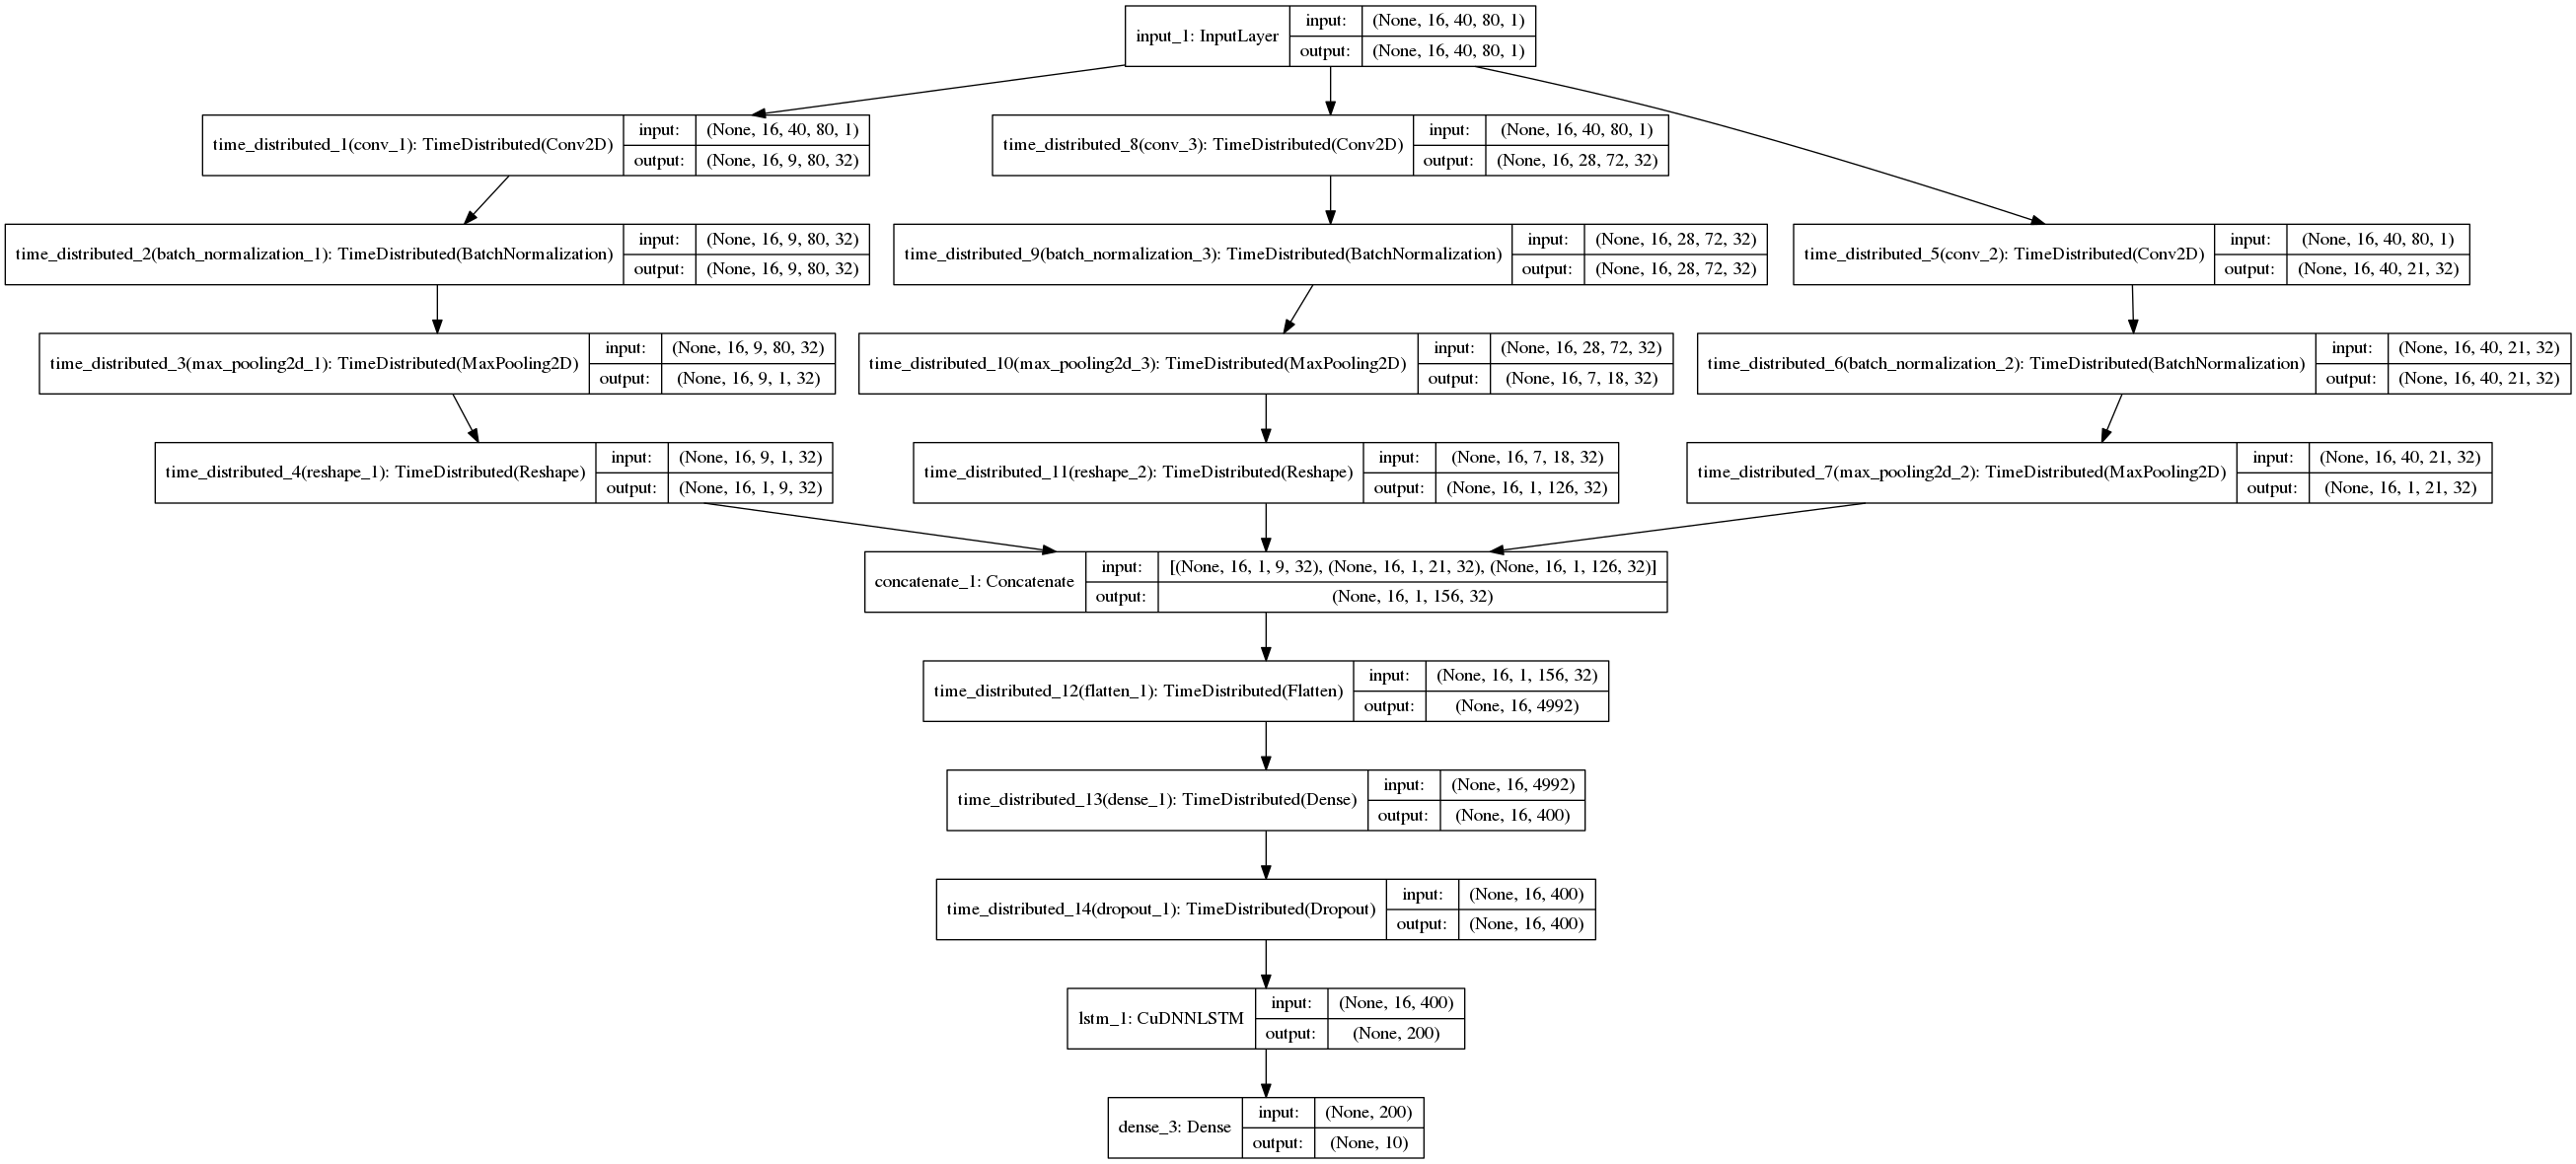 input_1: InputLayer
input: (None, 16, 40, 80, 1)
output: (None, 16, 40, 80, 1)
time_distributed_1(conv_1): TimeDistributed(Conv2D)
input: (None, 16, 40, 80, 1)
output: (None, 16, 9, 80, 32)
time_distributed_8(conv_3): TimeDistributed(Conv2D)
input: (None, 16, 40, 80, 1)
output: (None, 16, 28, 72, 32)
time_distributed_2(batch_normalization_1): TimeDistributed(BatchNormalization)
input: (None, 16, 9, 80, 32)
output: (None, 16, 9, 80, 32)
time_distributed_9(batch_normalization_3): TimeDistributed(BatchNormalization)
input: (None, 16, 28, 72, 32)
output: (None, 16, 28, 72, 32)
time_distributed_5(conv_2): TimeDistributed(Conv2D)
input: (None, 16, 40, 80, 1)
output: (None, 16, 40, 21, 32)
time_distributed_3(max_pooling2d_1): TimeDistributed(MaxPooling2D)
input: (None, 16, 9, 80, 32)
output: (None, 16, 9, 1, 32)
time_distributed_10(max_pooling2d_3): TimeDistributed(MaxPooling2D)
input: (None, 16, 28, 72, 32)
output: (None, 16, 7, 18, 32)
time_distributed_6(batch_normalization_2): TimeDistributed(BatchNormalization)
input: (None, 16, 40, 21, 32)
output: (None, 16, 40, 21, 32)
time_distributed_4(reshape_1): TimeDistributed(Reshape)
input: (None, 16, 9, 1, 32)
output: (None, 16, 1, 9, 32)
time_distributed_11(reshape_2): TimeDistributed(Reshape)
input: (None, 16, 7, 18, 32)
output: (None, 16, 1, 126, 32)
time_distributed_7(max_pooling2d_2): TimeDistributed(MaxPooling2D)
input: (None, 16, 40, 21, 32)
output: (None, 16, 1, 21, 32)
concatenate_1: Concatenate
input: [(None, 16, 1, 9, 32), (None, 16, 1, 21, 32), (None, 16, 1, 126, 32)]
output: (None, 16, 1, 156, 32)
time_distributed_12(flatten_1): TimeDistributed(Flatten)
input: (None, 16, 1, 156, 32)
output: (None, 16, 4992)
time_distributed_13(dense_1): TimeDistributed(Dense)
input: (None, 16, 4992)
output: (None, 16, 400)
time_distributed_14(dropout_1): TimeDistributed(Dropout)
input: (None, 16, 400)
output: (None, 16, 400)
lstm_1: CuDNNLSTM
input: (None, 16, 400)
output: (None, 200)
dense_3: Dense
input: (None, 200)
output: (None, 10)